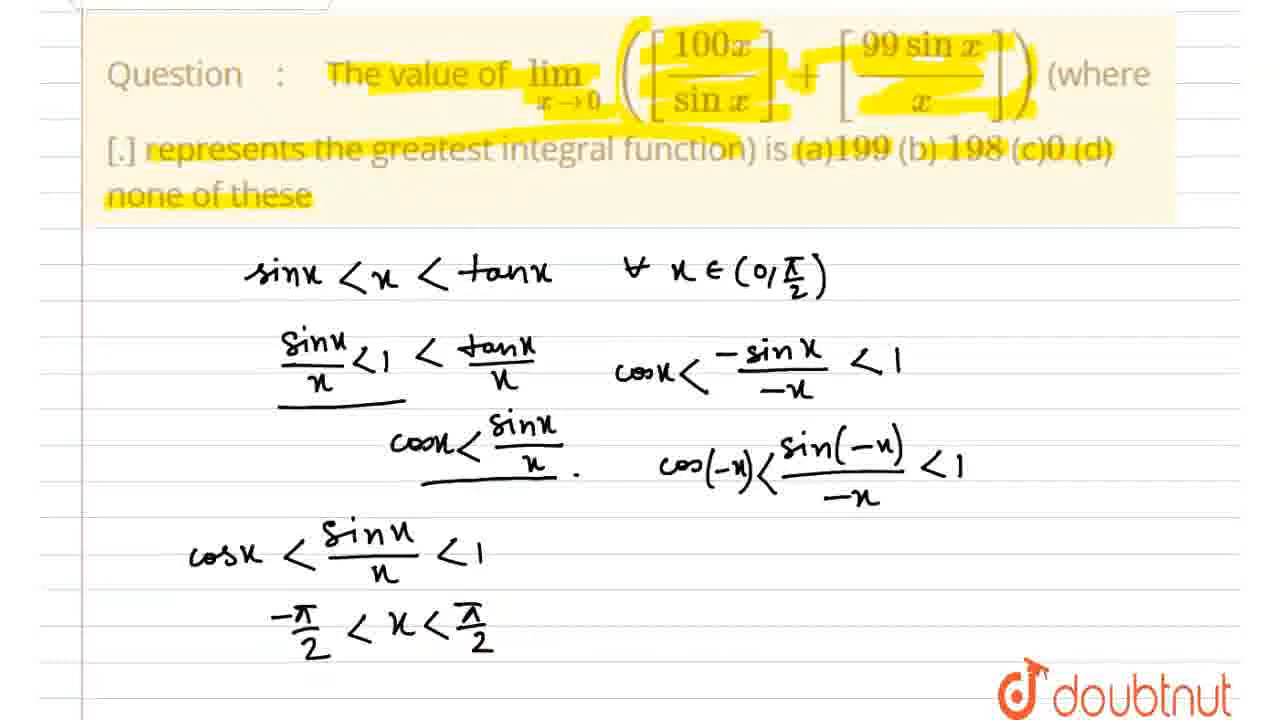 Question : The value of lim x→0 ([100x / sin x] + [99 sin x / x]) (where
[.] represents the greatest integral function) is (a)199 (b) 198 (c)0 (d)
none of these
sinx < x < tanx ∀ x ∈ (0, π/2)
sinx/x < 1 < tanx/x
cosx < -sinx/-x < 1
cosx < sinx/x .
cos(-x) < sin(-x)/-x < 1
cosx < sinx/x < 1
-π/2 < x < π/2
doubtnut